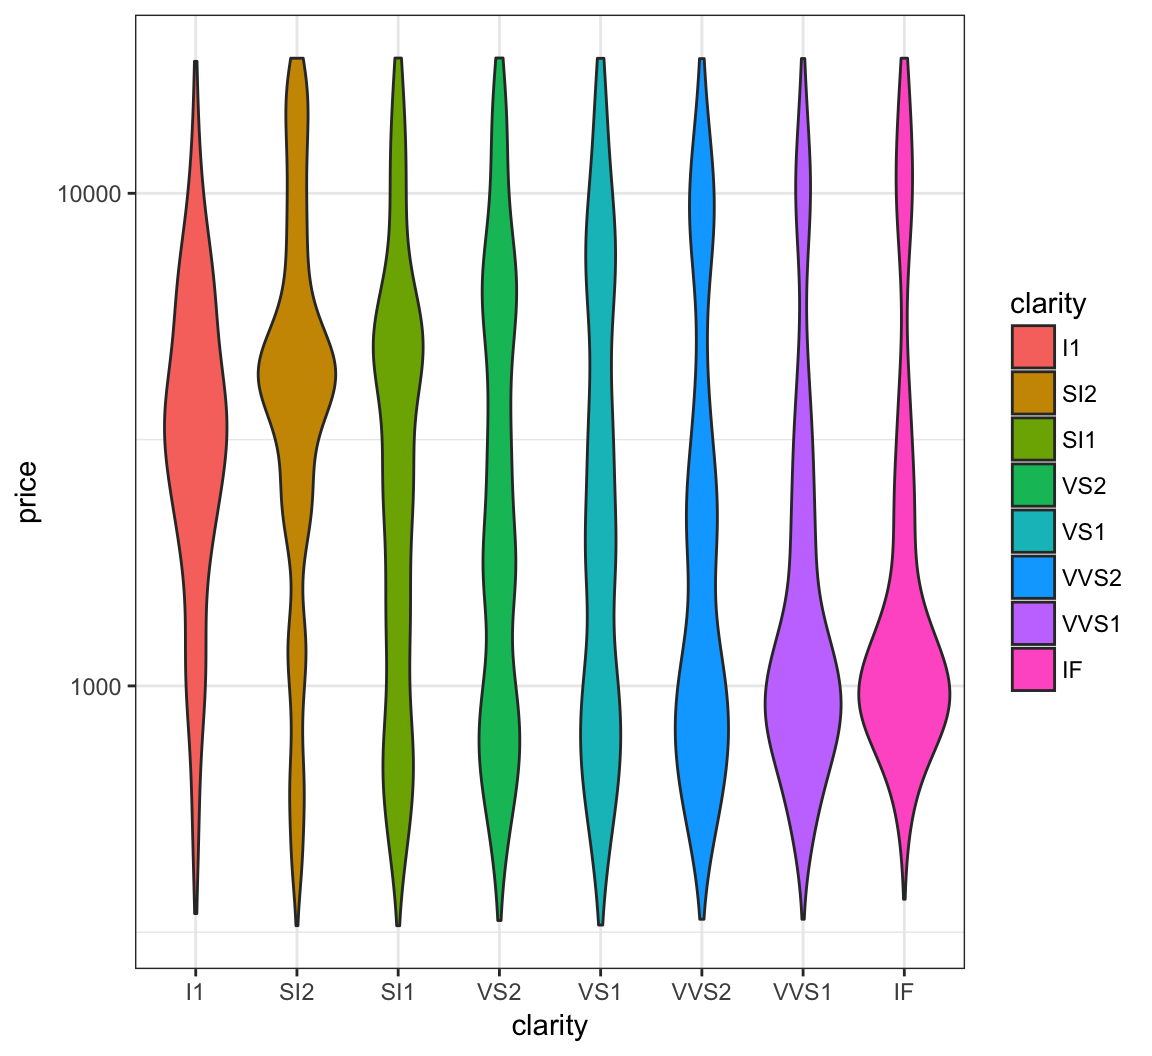 price
10000
1000
I1 SI2 SI1 VS2 VS1 VVS2 VVS1 IF
clarity
clarity
I1
SI2
SI1
VS2
VS1
VVS2
VVS1
IF